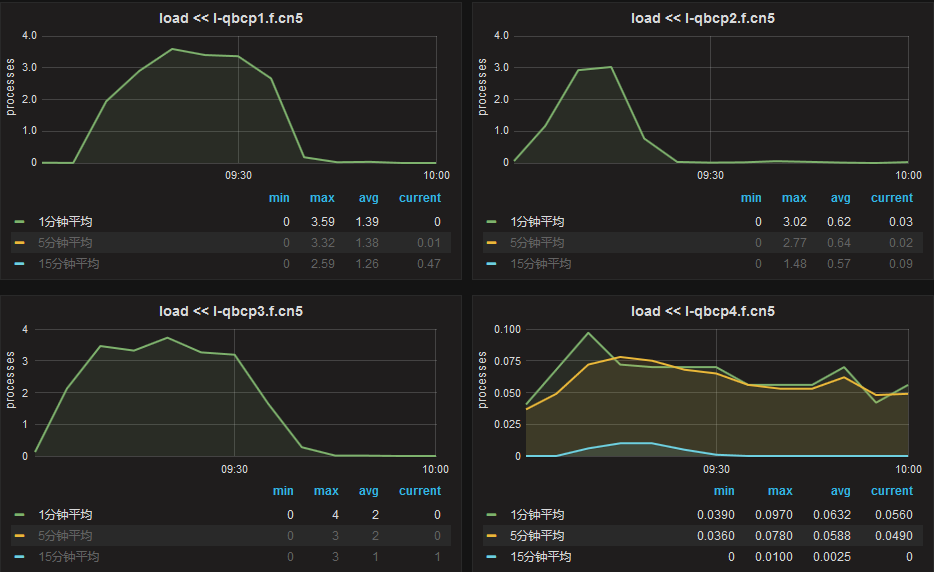 load << l-qbcp1.f.cn5
4.0
3.0
2.0
1.0
0
processes
09:30 10:00
min max avg current
1分钟平均 0 3.59 1.39 0
5分钟平均 0 3.32 1.38 0.01
15分钟平均 0 2.59 1.26 0.47
load << l-qbcp2.f.cn5
4.0
3.0
2.0
1.0
0
processes
09:30 10:00
min max avg current
1分钟平均 0 3.02 0.62 0.03
5分钟平均 0 2.77 0.64 0.02
15分钟平均 0 1.48 0.57 0.09
load << l-qbcp3.f.cn5
4
3
2
1
0
processes
09:30 10:00
min max avg current
1分钟平均 0 4 2 0
5分钟平均 0 3 2 0
15分钟平均 0 3 1 1
load << l-qbcp4.f.cn5
0.100
0.075
0.050
0.025
0
processes
09:30 10:00
min max avg current
1分钟平均 0.0390 0.0970 0.0632 0.0560
5分钟平均 0.0360 0.0780 0.0588 0.0490
15分钟平均 0 0.0100 0.0025 0